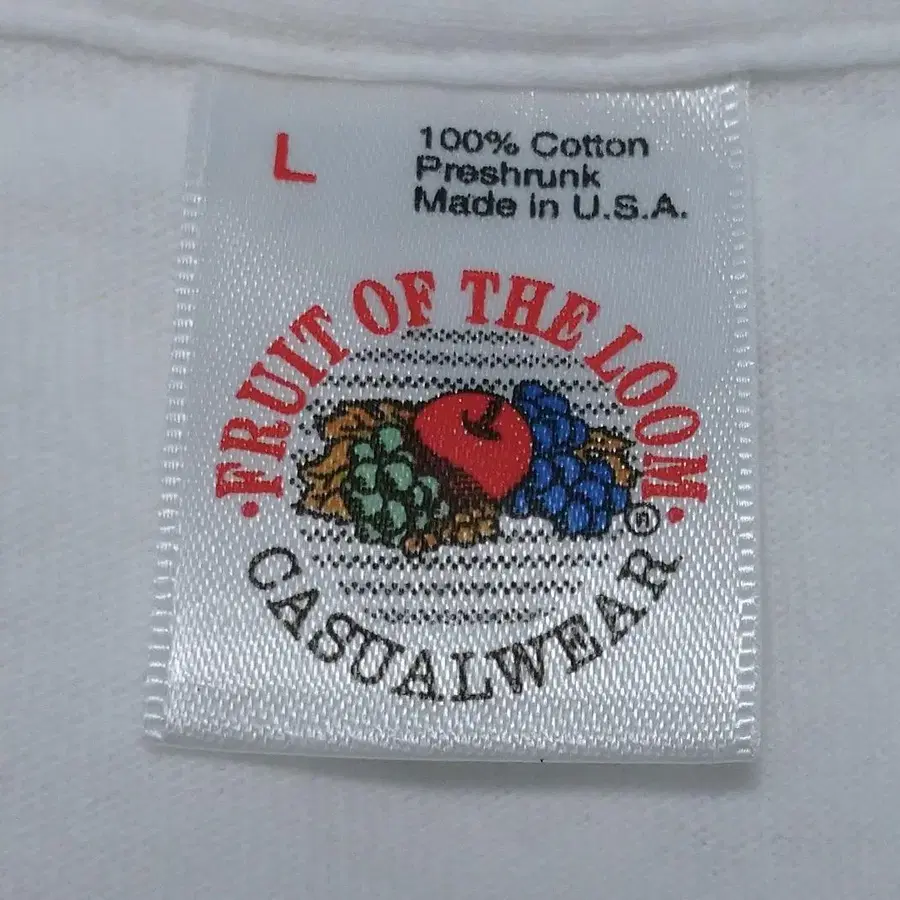 L
100% Cotton
Preshrunk
Made in U.S.A.
·FRUIT OF THE LOOM·
®
CASUALWEAR